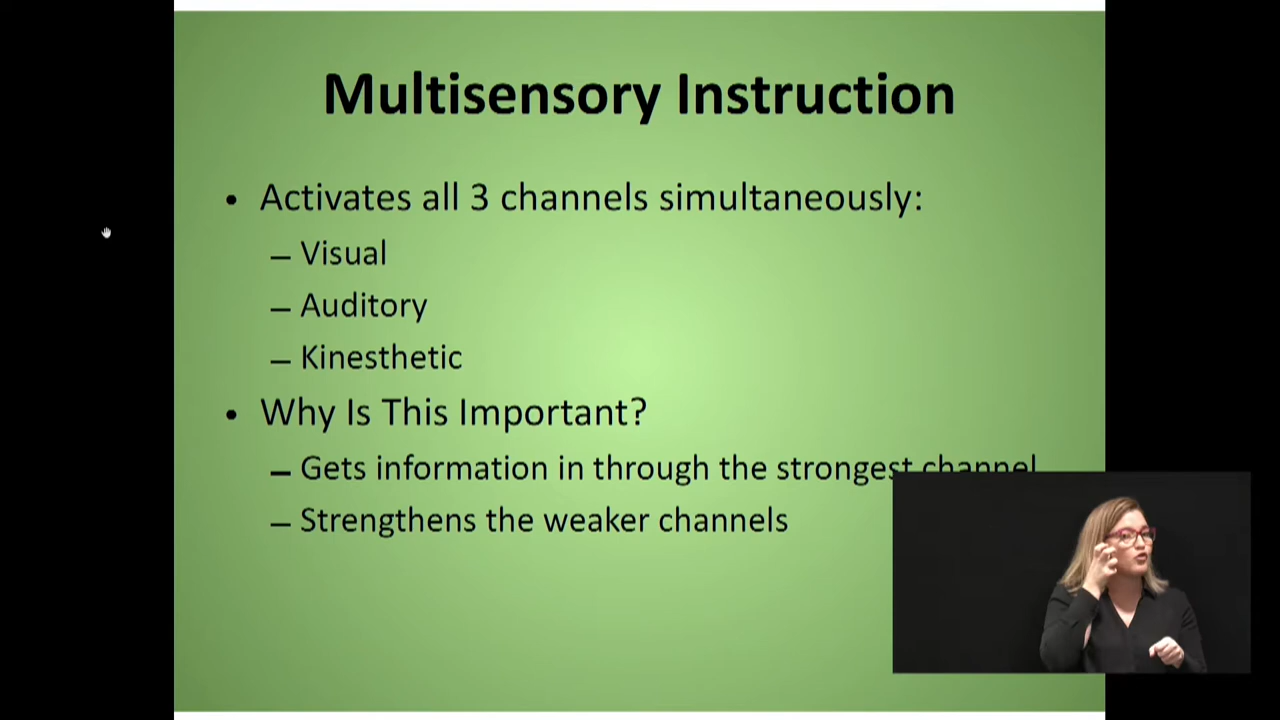 Multisensory Instruction
• Activates all 3 channels simultaneously:
– Visual
– Auditory
– Kinesthetic
• Why Is This Important?
– Gets information in through the strongest channel
– Strengthens the weaker channels